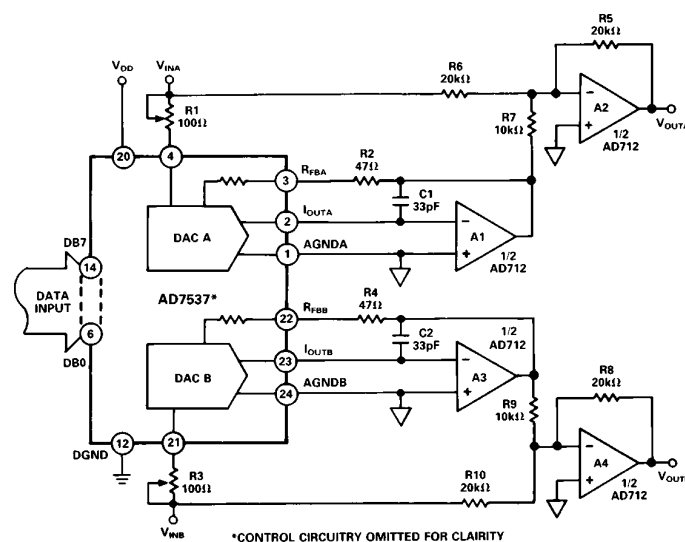 R5
20kΩ
VDD
VINA
R6
20kΩ
A2
VOUTA
1/2
AD712
R1
100Ω
R7
10kΩ
20
4
R2
47Ω
3
RFBA
C1
33pF
2
IOUTA
DAC A
A1
1
AGNDA
1/2
AD712
DB7
14
AD7537*
DATA
INPUT
R4
47Ω
22
RFBB
6
C2
33pF
1/2
AD712
DB0
23
IOUTB
DAC B
A3
R8
20kΩ
24
AGNDB
R9
10kΩ
DGND
12
21
A4
VOUT
R3
100Ω
R10
20kΩ
1/2
AD712
VINB
*CONTROL CIRCUITRY OMITTED FOR CLAIRITY